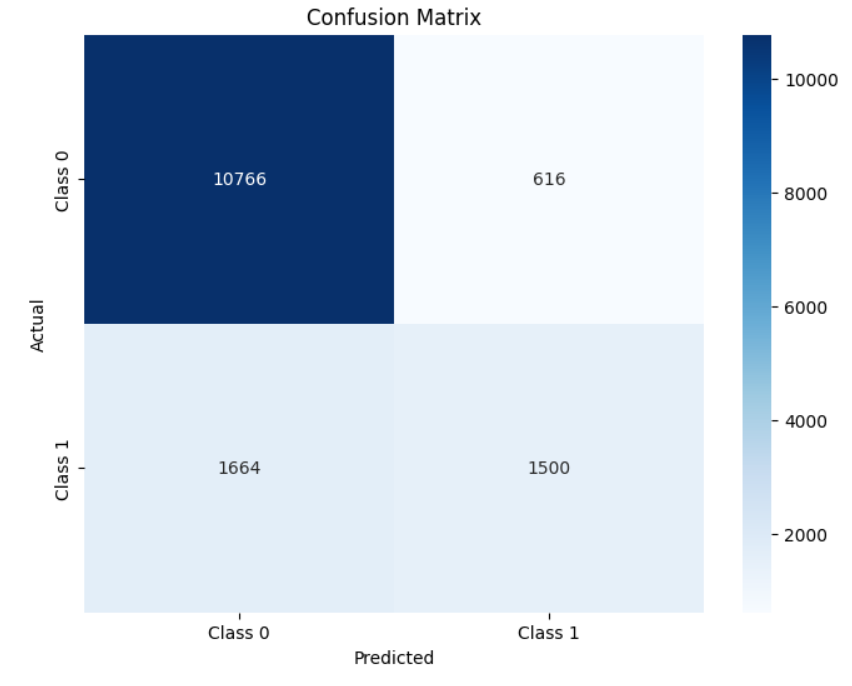 Confusion Matrix
10000
8000
6000
4000
2000
Actual
Class 0
Class 1
10766 616
1664 1500
Class 0 Class 1
Predicted